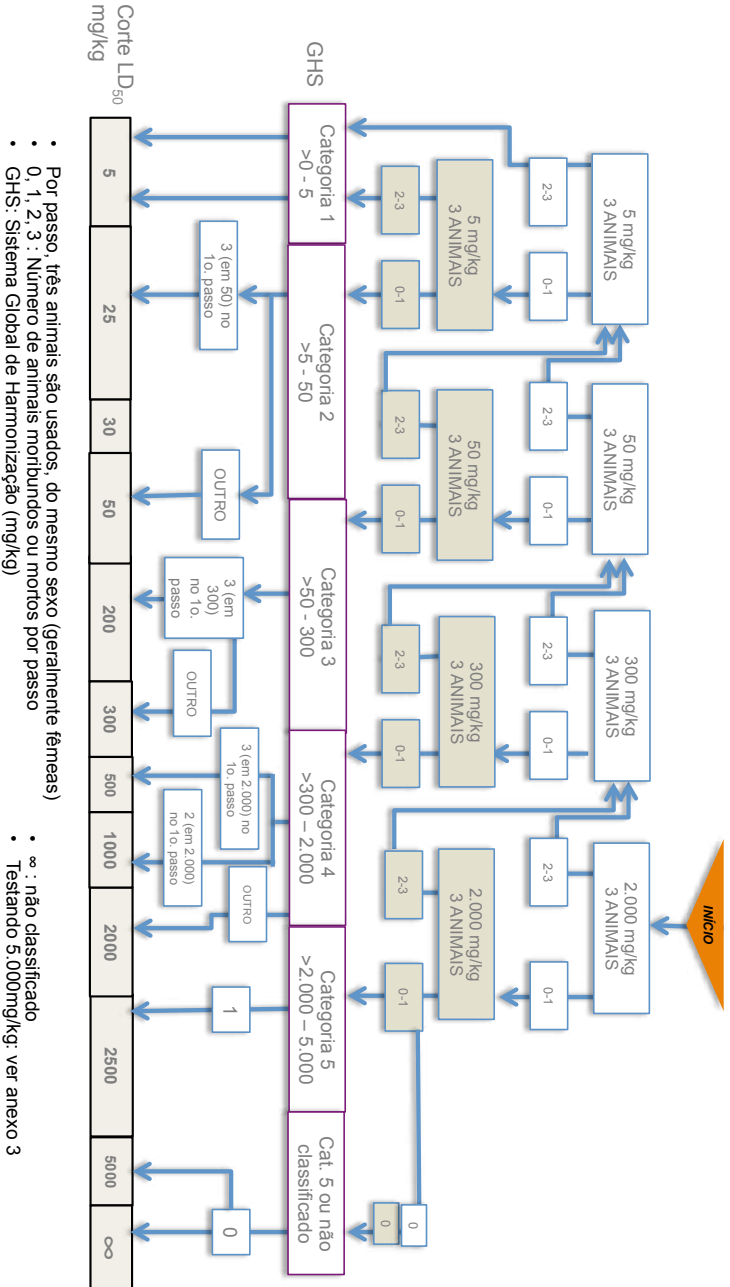 INÍCIO
5 mg/kg
3 ANIMAIS
50 mg/kg
3 ANIMAIS
300 mg/kg
3 ANIMAIS
2.000 mg/kg
3 ANIMAIS
2-3
0-1
2-3
0-1
2-3
0-1
2-3
0-1
5 mg/kg
3 ANIMAIS
50 mg/kg
3 ANIMAIS
300 mg/kg
3 ANIMAIS
2.000 mg/kg
3 ANIMAIS
2-3
0-1
2-3
0-1
2-3
0-1
2-3
0-1
0
0
GHS
Categoria 1
>0 - 5
Categoria 2
>5 - 50
Categoria 3
>50 - 300
Categoria 4
>300 – 2.000
Categoria 5
>2.000 – 5.000
Cat. 5 ou não
classificado
3 (em 50) no
1o. passo
OUTRO
3 (em
300)
no 1o.
passo
OUTRO
3 (em 2.000) no
1o. passo
2 (em 2.000)
no 1o. passo
OUTRO
1
0
Corte LD50
mg/kg
5
25
30
50
200
300
500
1000
2000
2500
5000
∞
• Por passo, três animais são usados, do mesmo sexo (geralmente fêmeas)
• 0, 1, 2, 3 : Número de animais moribundos ou mortos por passo
• GHS: Sistema Global de Harmonização (mg/kg)
• ∞ : não classificado
• Testando 5.000mg/kg: ver anexo 3